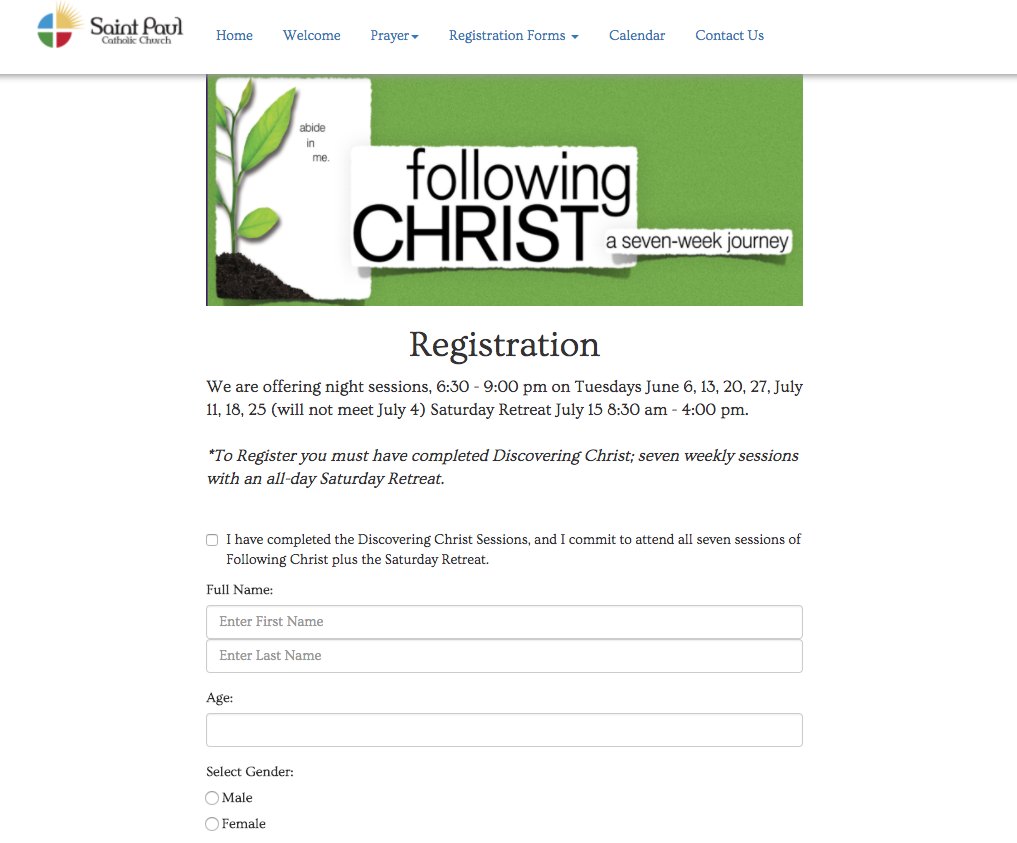 Saint Paul
Catholic Church
Home Welcome Prayer Registration Forms Calendar Contact Us
abide
in
me.
following
CHRIST
a seven-week journey
Registration
We are offering night sessions, 6:30 - 9:00 pm on Tuesdays June 6, 13, 20, 27, July
11, 18, 25 (will not meet July 4) Saturday Retreat July 15 8:30 am - 4:00 pm.
*To Register you must have completed Discovering Christ; seven weekly sessions
with an all-day Saturday Retreat.
I have completed the Discovering Christ Sessions, and I commit to attend all seven sessions of
Following Christ plus the Saturday Retreat.
Full Name:
Enter First Name
Enter Last Name
Age:
Select Gender:
Male
Female